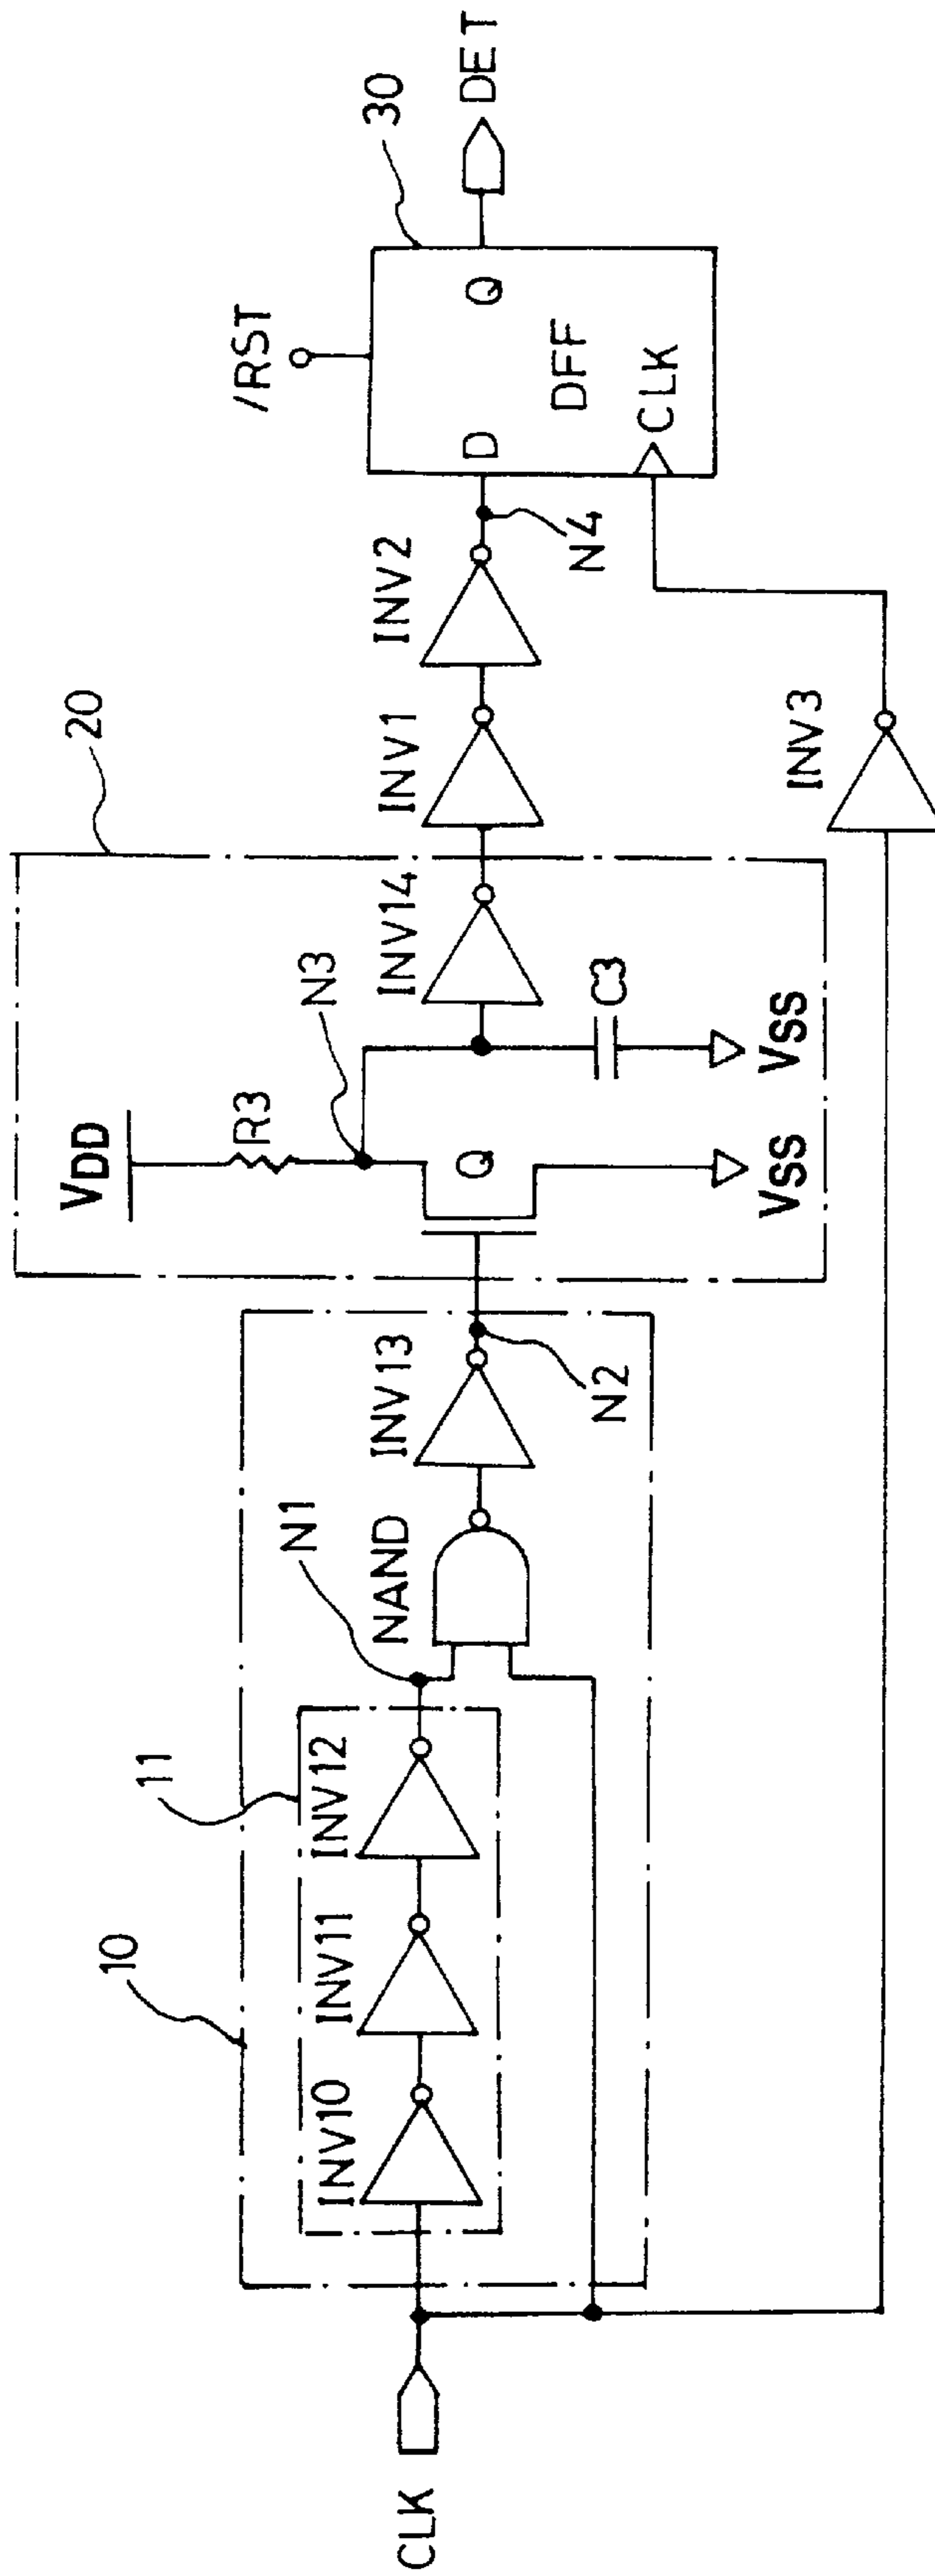 CLK
10
11
INV10
INV11
INV12
N1
NAND
INV13
N2
20
VDD
R3
N3
Q
VSS
INV14
C3
VSS
INV1
INV2
N4
INV3
/RST
30
D
Q
DFF
CLK
DET